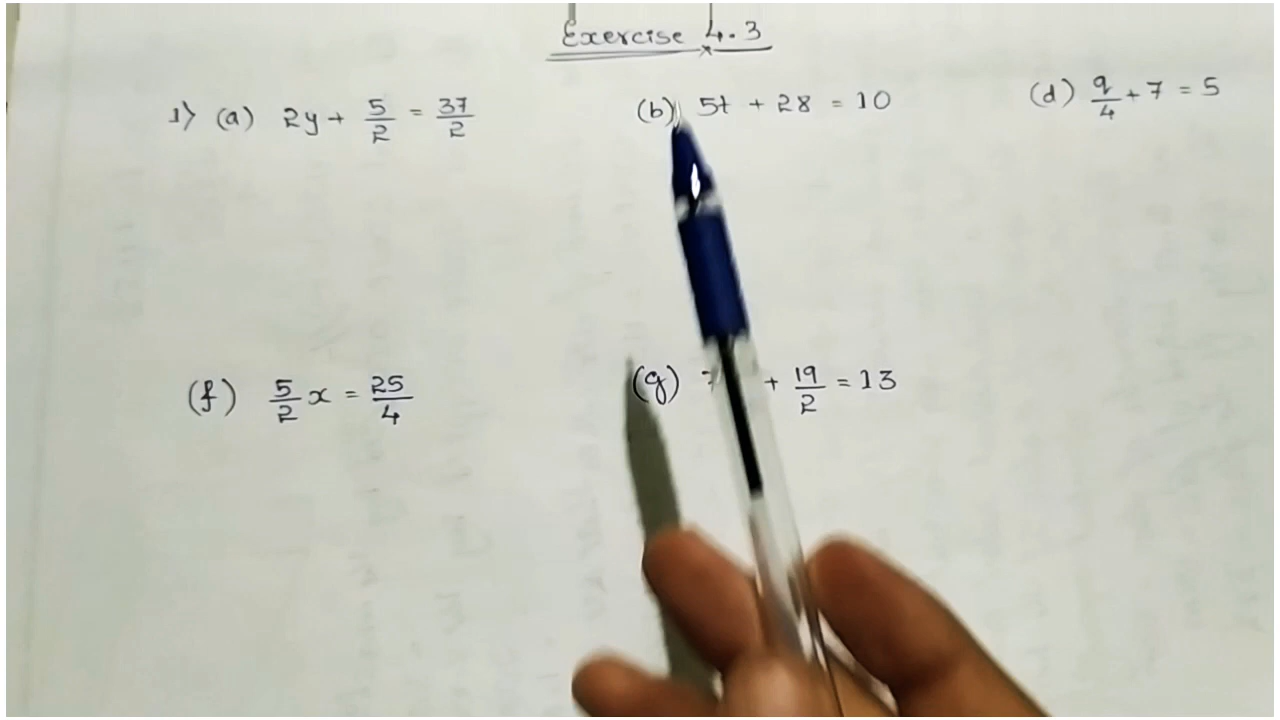 Exercise 4.3
1) (a) 2y + 5/2 = 37/2 (b) 5t + 28 = 10 (d) q/4 + 7 = 5
(f) 5/2 x = 25/4 (g) 7 + 19/2 = 13